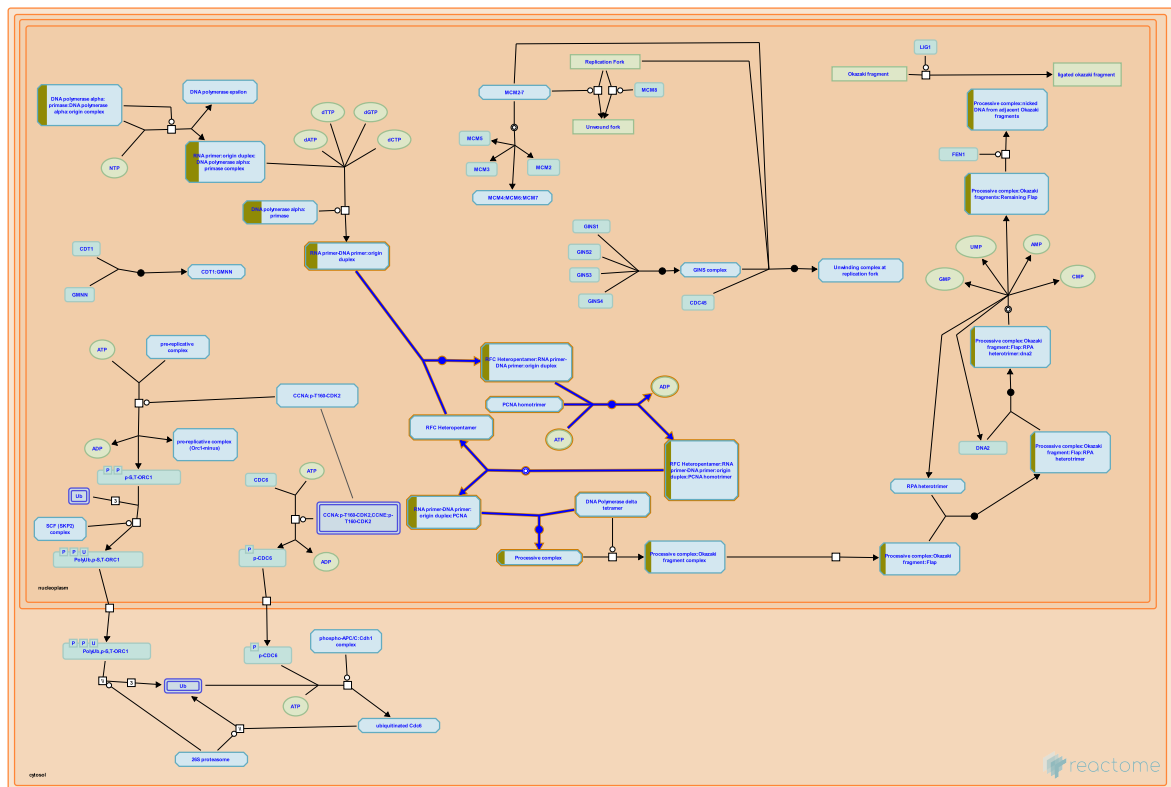 LIG1
Replication Fork
Okazaki fragment
ligated okazaki fragment
DNA polymerase alpha:
primase:DNA polymerase
alpha:origin complex
DNA polymerase epsilon
MCM2-7
MCM8
Processive complex:nicked
DNA from adjacent Okazaki
fragments
dTTP
dGTP
Unwound fork
dATP
dCTP
MCM5
RNA primer:origin duplex:
DNA polymerase alpha:
primase complex
FEN1
NTP
MCM3
MCM2
MCM4:MCM6:MCM7
Processive complex:Okazaki
fragments:Remaining Flap
DNA polymerase alpha:
primase
GINS1
CDT1
RNA primer-DNA primer:origin
duplex
GINS2
UMP
AMP
CDT1:GMNN
GINS3
GINS complex
Unwinding complex at
replication fork
GMP
CMP
GMNN
GINS4
CDC45
ATP
pre-replicative
complex
RFC Heteropentamer:RNA primer-
DNA primer:origin duplex
Processive complex:Okazaki
fragment:Flap:RPA
heterotrimer:dna2
CCNA:p-T160-CDK2
ADP
PCNA homotrimer
RFC Heteropentamer
ATP
ADP
pre-replicative complex
(Orc1-minus)
DNA2
Processive complex:Okazaki
fragment:Flap:RPA
heterotrimer
P
P
p-S,T-ORC1
CDC6
ATP
RFC Heteropentamer:RNA
primer-DNA primer:origin
duplex:PCNA homotrimer
RPA heterotrimer
Ub
3
CCNA:p-T160-CDK2,CCNE:p-
T160-CDK2
RNA primer-DNA primer:
origin duplex:PCNA
DNA Polymerase delta
tetramer
SCF (SKP2)
complex
P
P
U
PolyUb,p-S,T-ORC1
P
p-CDC6
ADP
Processive complex
Processive complex:Okazaki
fragment complex
Processive complex:Okazaki
fragment:Flap
nucleoplasm
P
P
U
PolyUb,p-S,T-ORC1
P
p-CDC6
phospho-APC/C:Cdh1
complex
3
Ub
ATP
ubiquitinated Cdc6
26S proteasome
cytosol
reactome